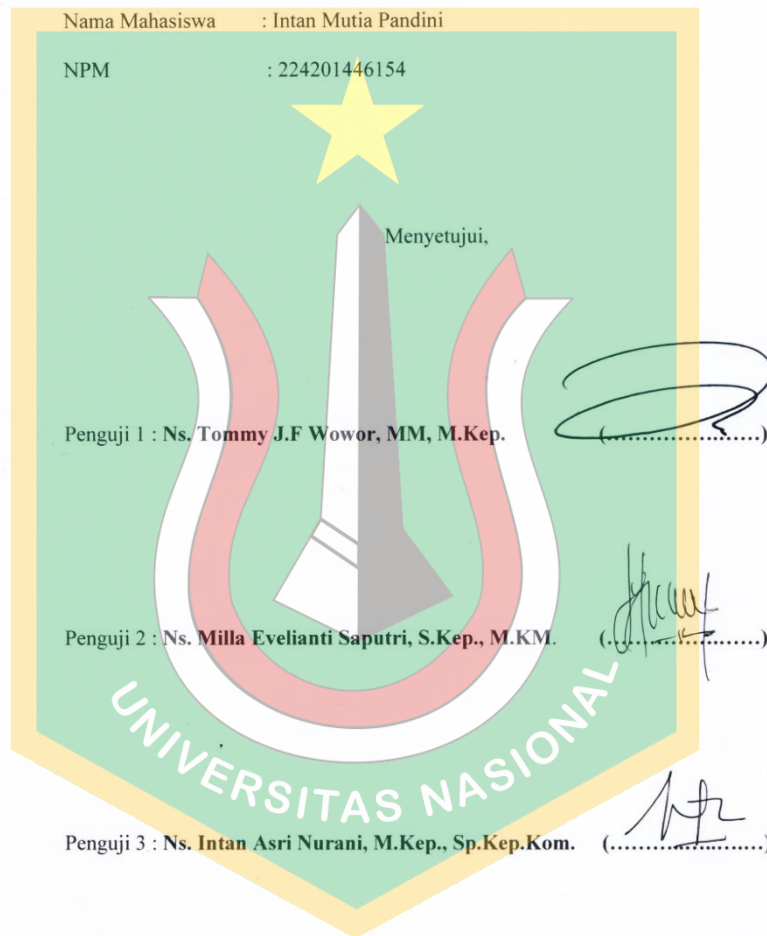 Nama Mahasiswa : Intan Mutia Pandini
NPM : 224201446154
Menyetujui,
Penguji 1 : Ns. Tommy J.F Wowor, MM, M.Kep. (........................)
Penguji 2 : Ns. Milla Evelianti Saputri, S.Kep., M.KM. (........................)
UNIVERSITAS NASIONAL
Penguji 3 : Ns. Intan Asri Nurani, M.Kep., Sp.Kep.Kom. (........................)